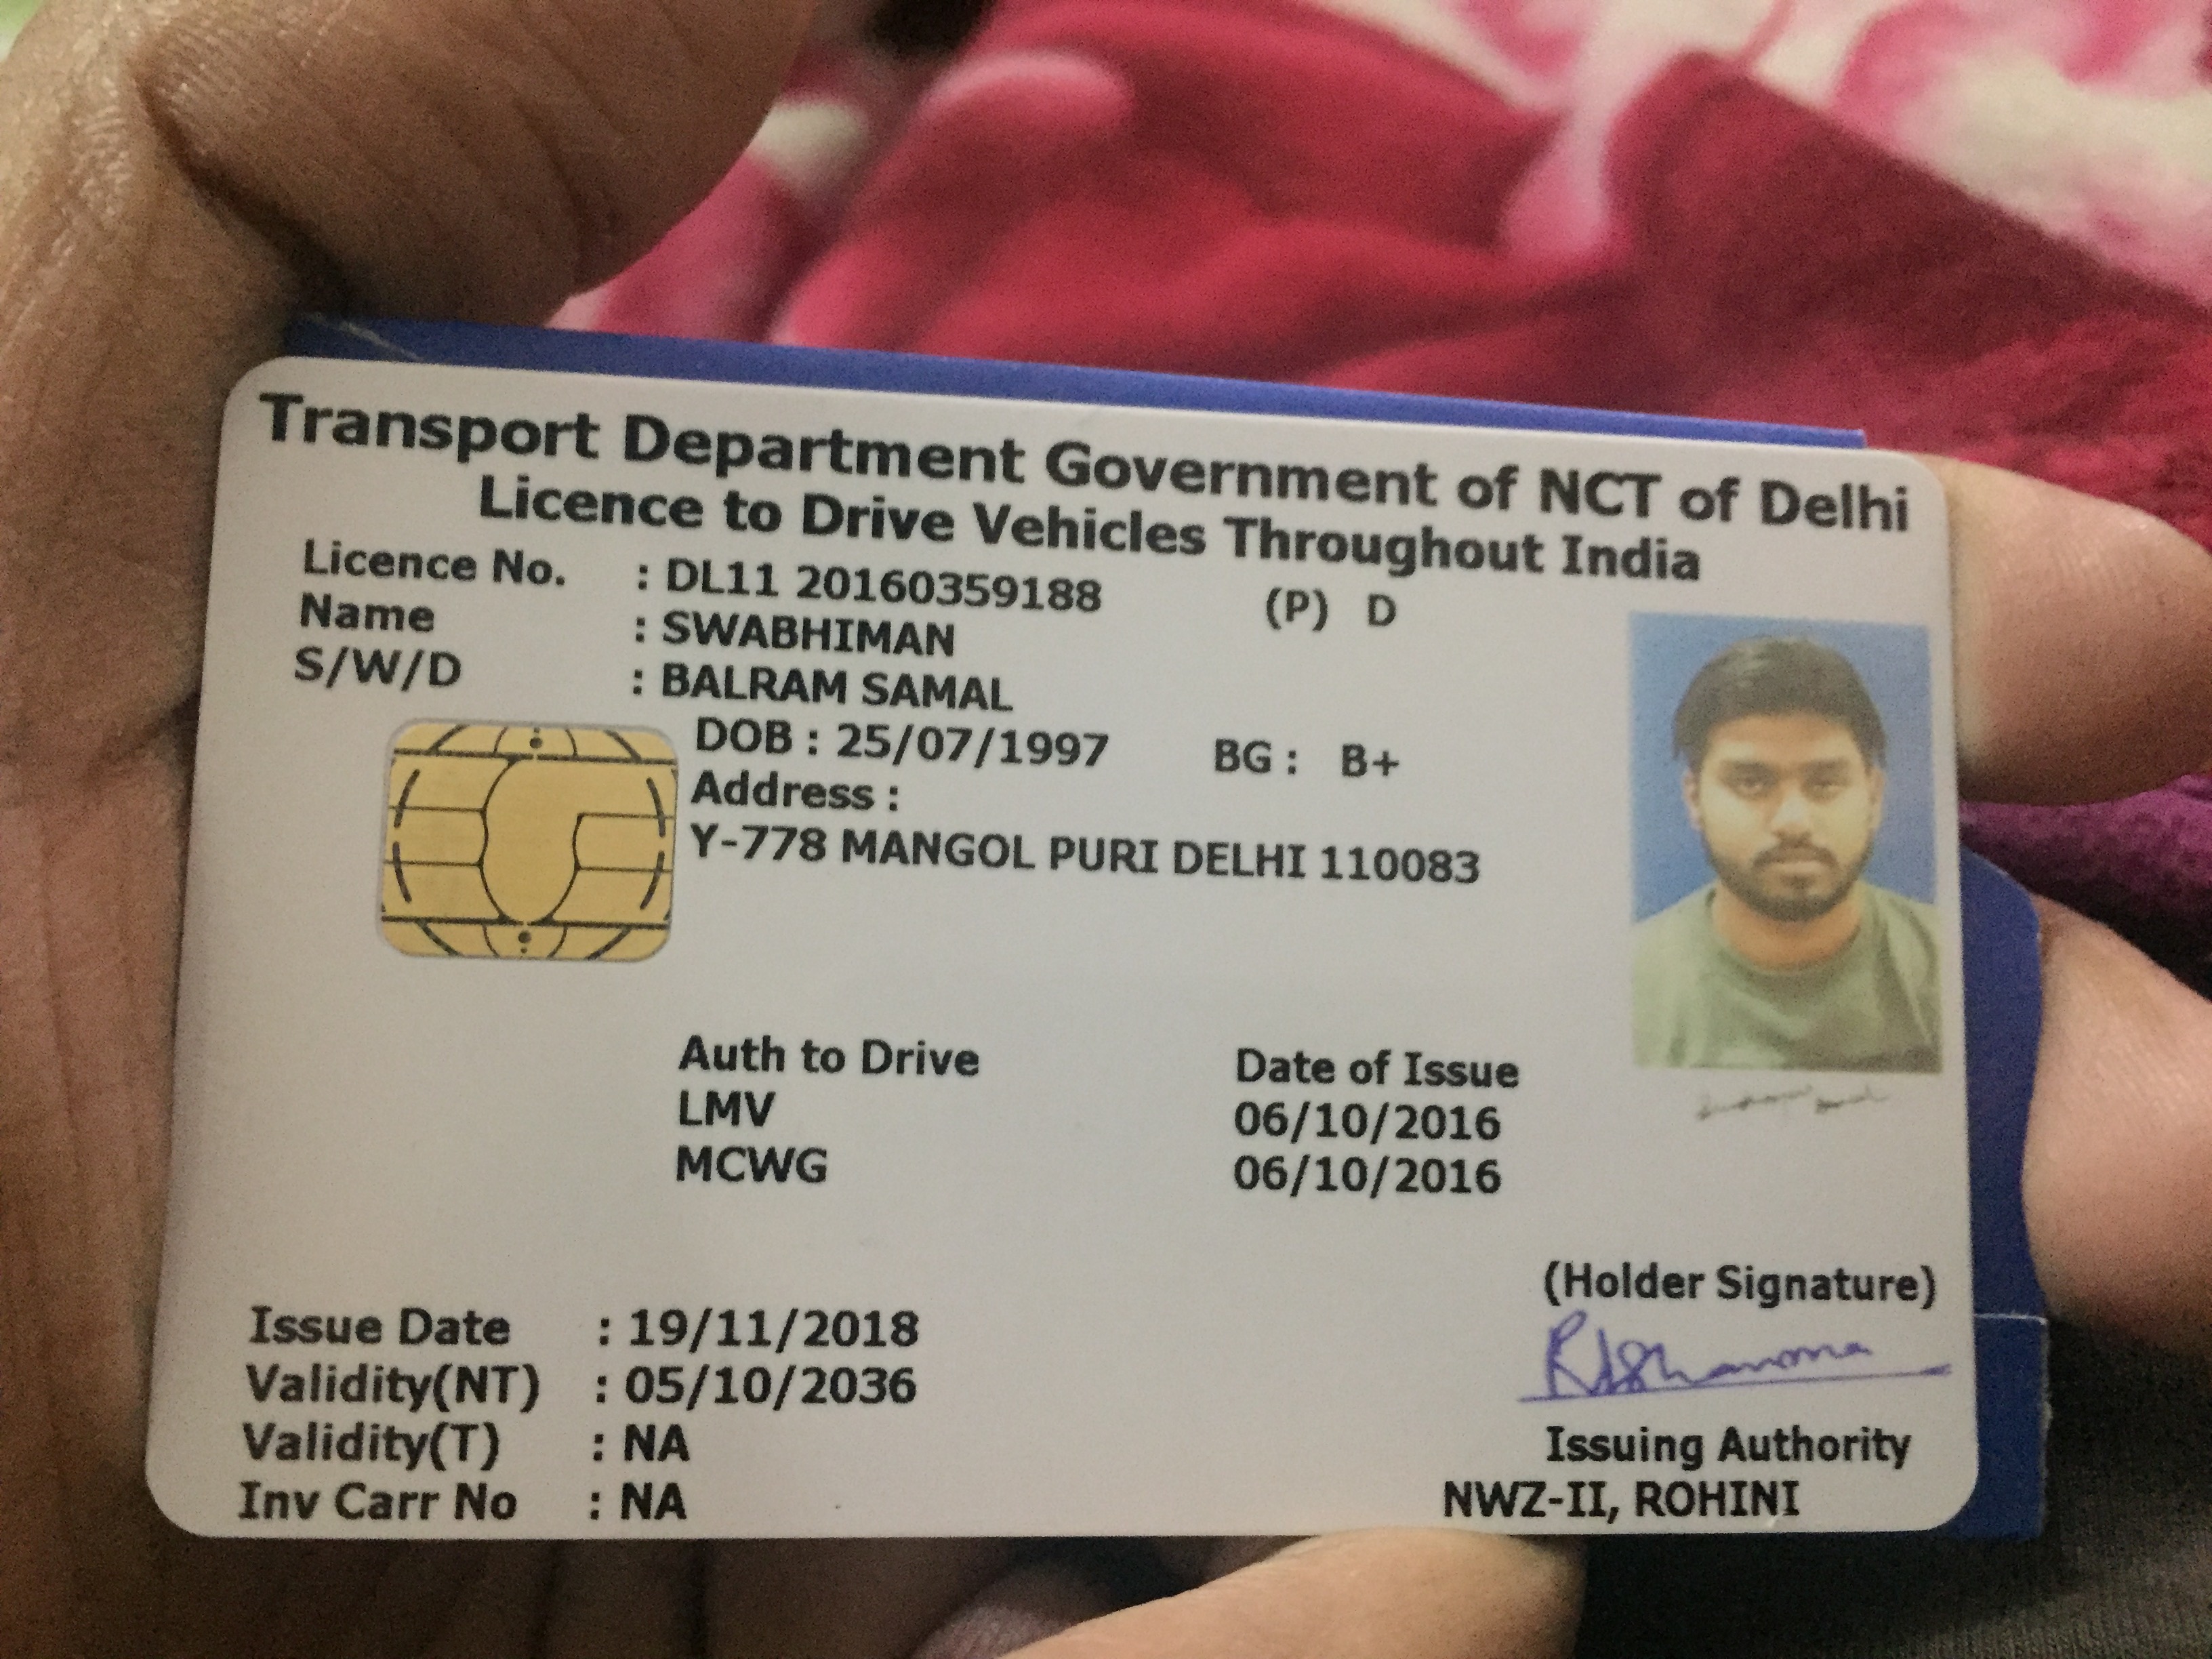 Transport Department Government of NCT of Delhi
Licence to Drive Vehicles Throughout India
Licence No. : DL11 20160359188 (P) D
Name : SWABHIMAN
S/W/D : BALRAM SAMAL
DOB : 25/07/1997 BG : B+
Address :
Y-778 MANGOL PURI DELHI 110083
Auth to Drive Date of Issue
LMV 06/10/2016
MCWG 06/10/2016
(Holder Signature)
Issue Date : 19/11/2018
Validity(NT) : 05/10/2036
Validity(T) : NA Issuing Authority
Inv Carr No : NA NWZ-II, ROHINI